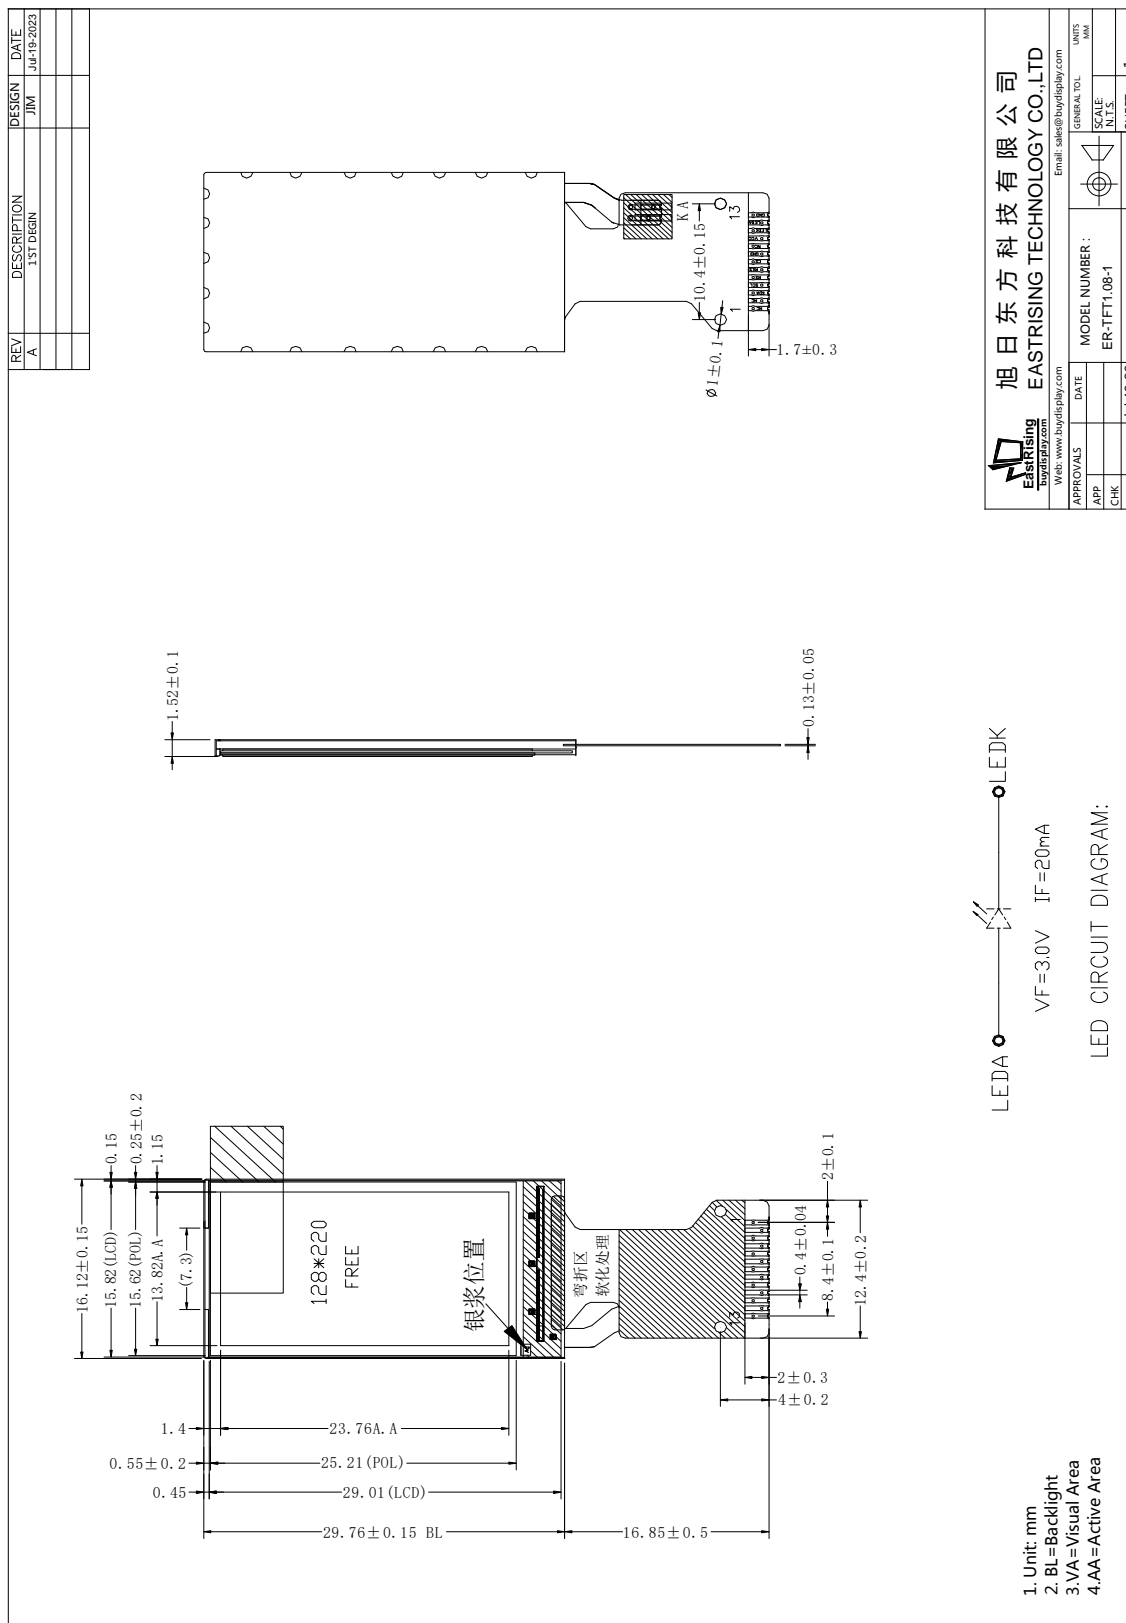 REV DESCRIPTION DESIGN DATE
A 1'ST DEGIN JIM Jul-19-2023
K A
10.4±0.15
1 13
Ø1±0.1
1.7±0.3
1.52±0.1
0.13±0.05
16.12±0.15
15.82(LCD)
15.62(POL)
13.82A.A
(7.3)
0.15
0.25±0.2
1.15
128*220
FREE
银浆位置
弯折区
软化处理
13 1
2±0.1
0.4±0.04
8.4±0.1
12.4±0.2
2±0.3
4±0.2
1.4
23.76A.A
0.55±0.2
25.21(POL)
0.45
29.01(LCD)
29.76±0.15 BL
16.85±0.5
LEDA LEDK
VF=3.0V IF=20mA
LED CIRCUIT DIAGRAM:
1. Unit: mm
2. BL=Backlight
3.VA=Visual Area
4.AA=Active Area
EastRising
buydisplay.com
旭日东方科技有限公司
EASTRISING TECHNOLOGY CO.,LTD
Web: www.buydisplay.com Email: sales@buydisplay.com
APPROVALS DATE
APP
CHK
MODEL NUMBER :
ER-TFT1.08-1
GENERAL TOL UNITS
MM
SCALE:
N.T.S.